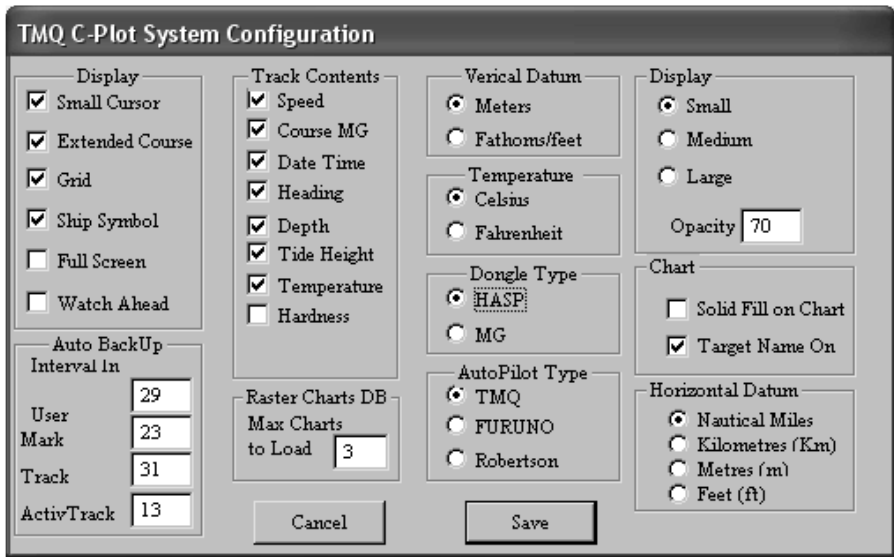 TMQ C-Plot System Configuration
Display
Small Cursor
Extended Course
Grid
Ship Symbol
Full Screen
Watch Ahead
Auto BackUp
Interval In
29
User
Mark
23
Track
31
ActivTrack
13
Track Contents
Speed
Course MG
Date Time
Heading
Depth
Tide Height
Temperature
Hardness
Raster Charts DB
Max Charts
to Load
3
Cancel
Verical Datum
Meters
Fathoms/feet
Temperature
Celsius
Fahrenheit
Dongle Type
HASP
MG
AutoPilot Type
TMQ
FURUNO
Robertson
Save
Display
Small
Medium
Large
Opacity 70
Chart
Solid Fill on Chart
Target Name On
Horizontal Datum
Nautical Miles
Kilometres (Km)
Metres (m)
Feet (ft)